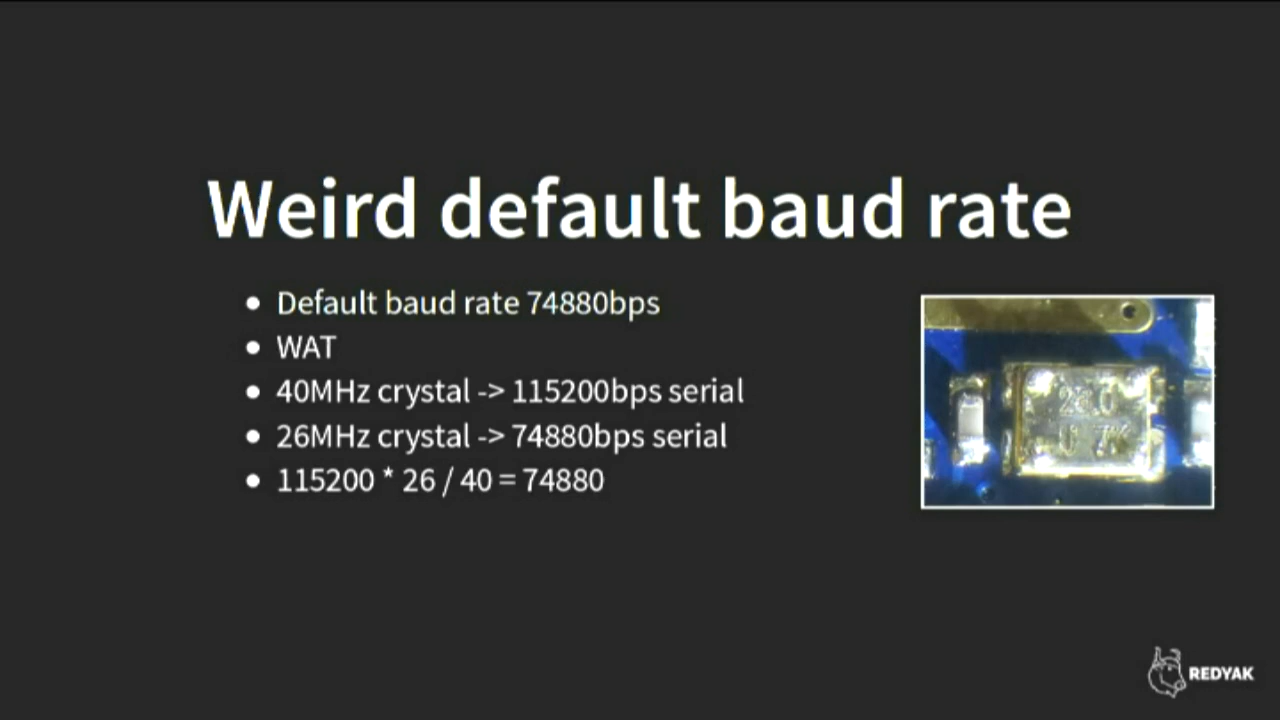 Weird default baud rate
Default baud rate 74880bps
WAT
40MHz crystal -> 115200bps serial
26MHz crystal -> 74880bps serial
115200 * 26 / 40 = 74880
REDYAK